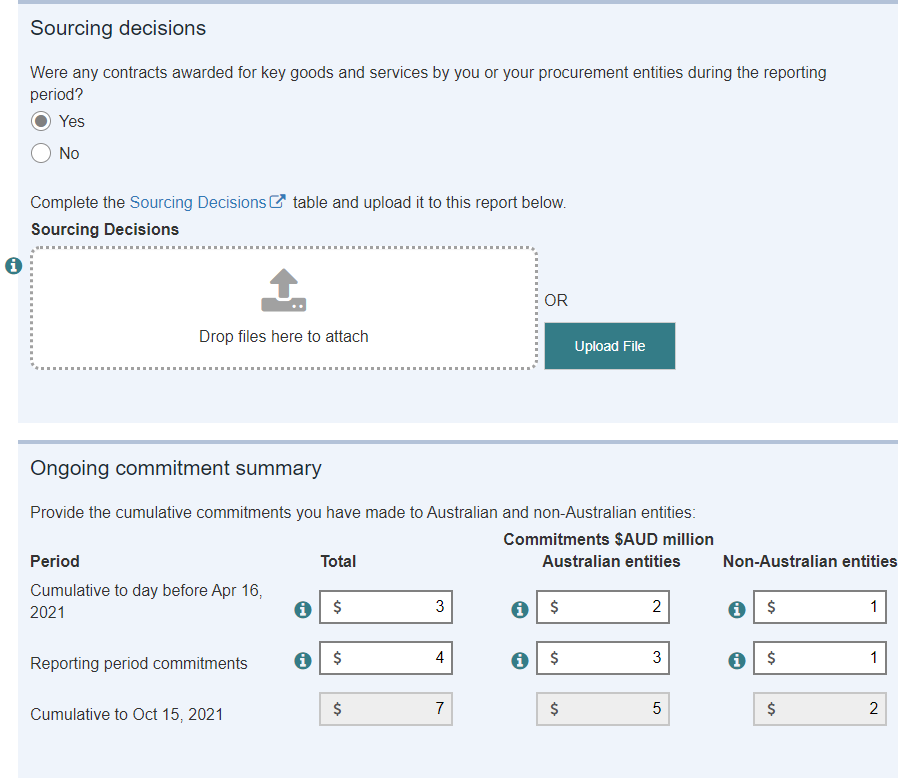 Sourcing decisions
Were any contracts awarded for key goods and services by you or your procurement entities during the reporting
period?
Yes
No
Complete the Sourcing Decisions table and upload it to this report below.
Sourcing Decisions
Drop files here to attach
OR
Upload File
Ongoing commitment summary
Provide the cumulative commitments you have made to Australian and non-Australian entities:
Commitments $AUD million
Period Total Australian entities Non-Australian entities
Cumulative to day before Apr 16,
2021
$ 3 $ 2 $ 1
Reporting period commitments $ 4 $ 3 $ 1
Cumulative to Oct 15, 2021 $ 7 $ 5 $ 2